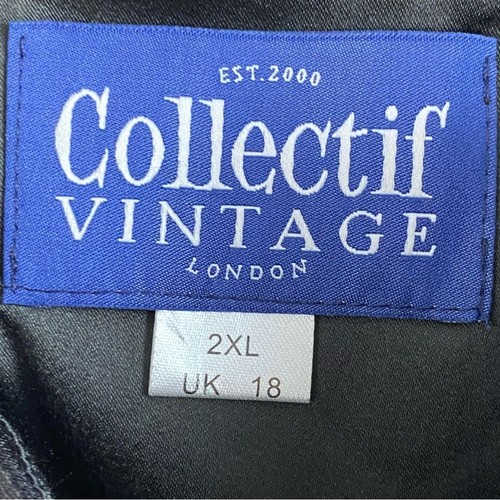 EST.2000
Collectif
VINTAGE
LONDON
2XL
UK 18